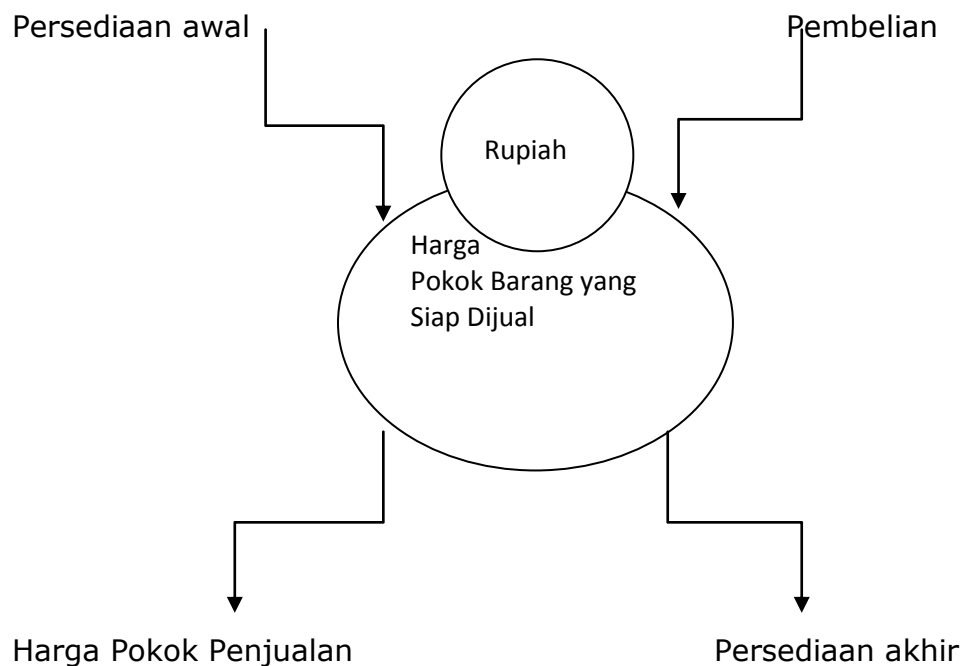 Persediaan awal
Pembelian
Rupiah
Harga
Pokok Barang yang
Siap Dijual
Harga Pokok Penjualan
Persediaan akhir